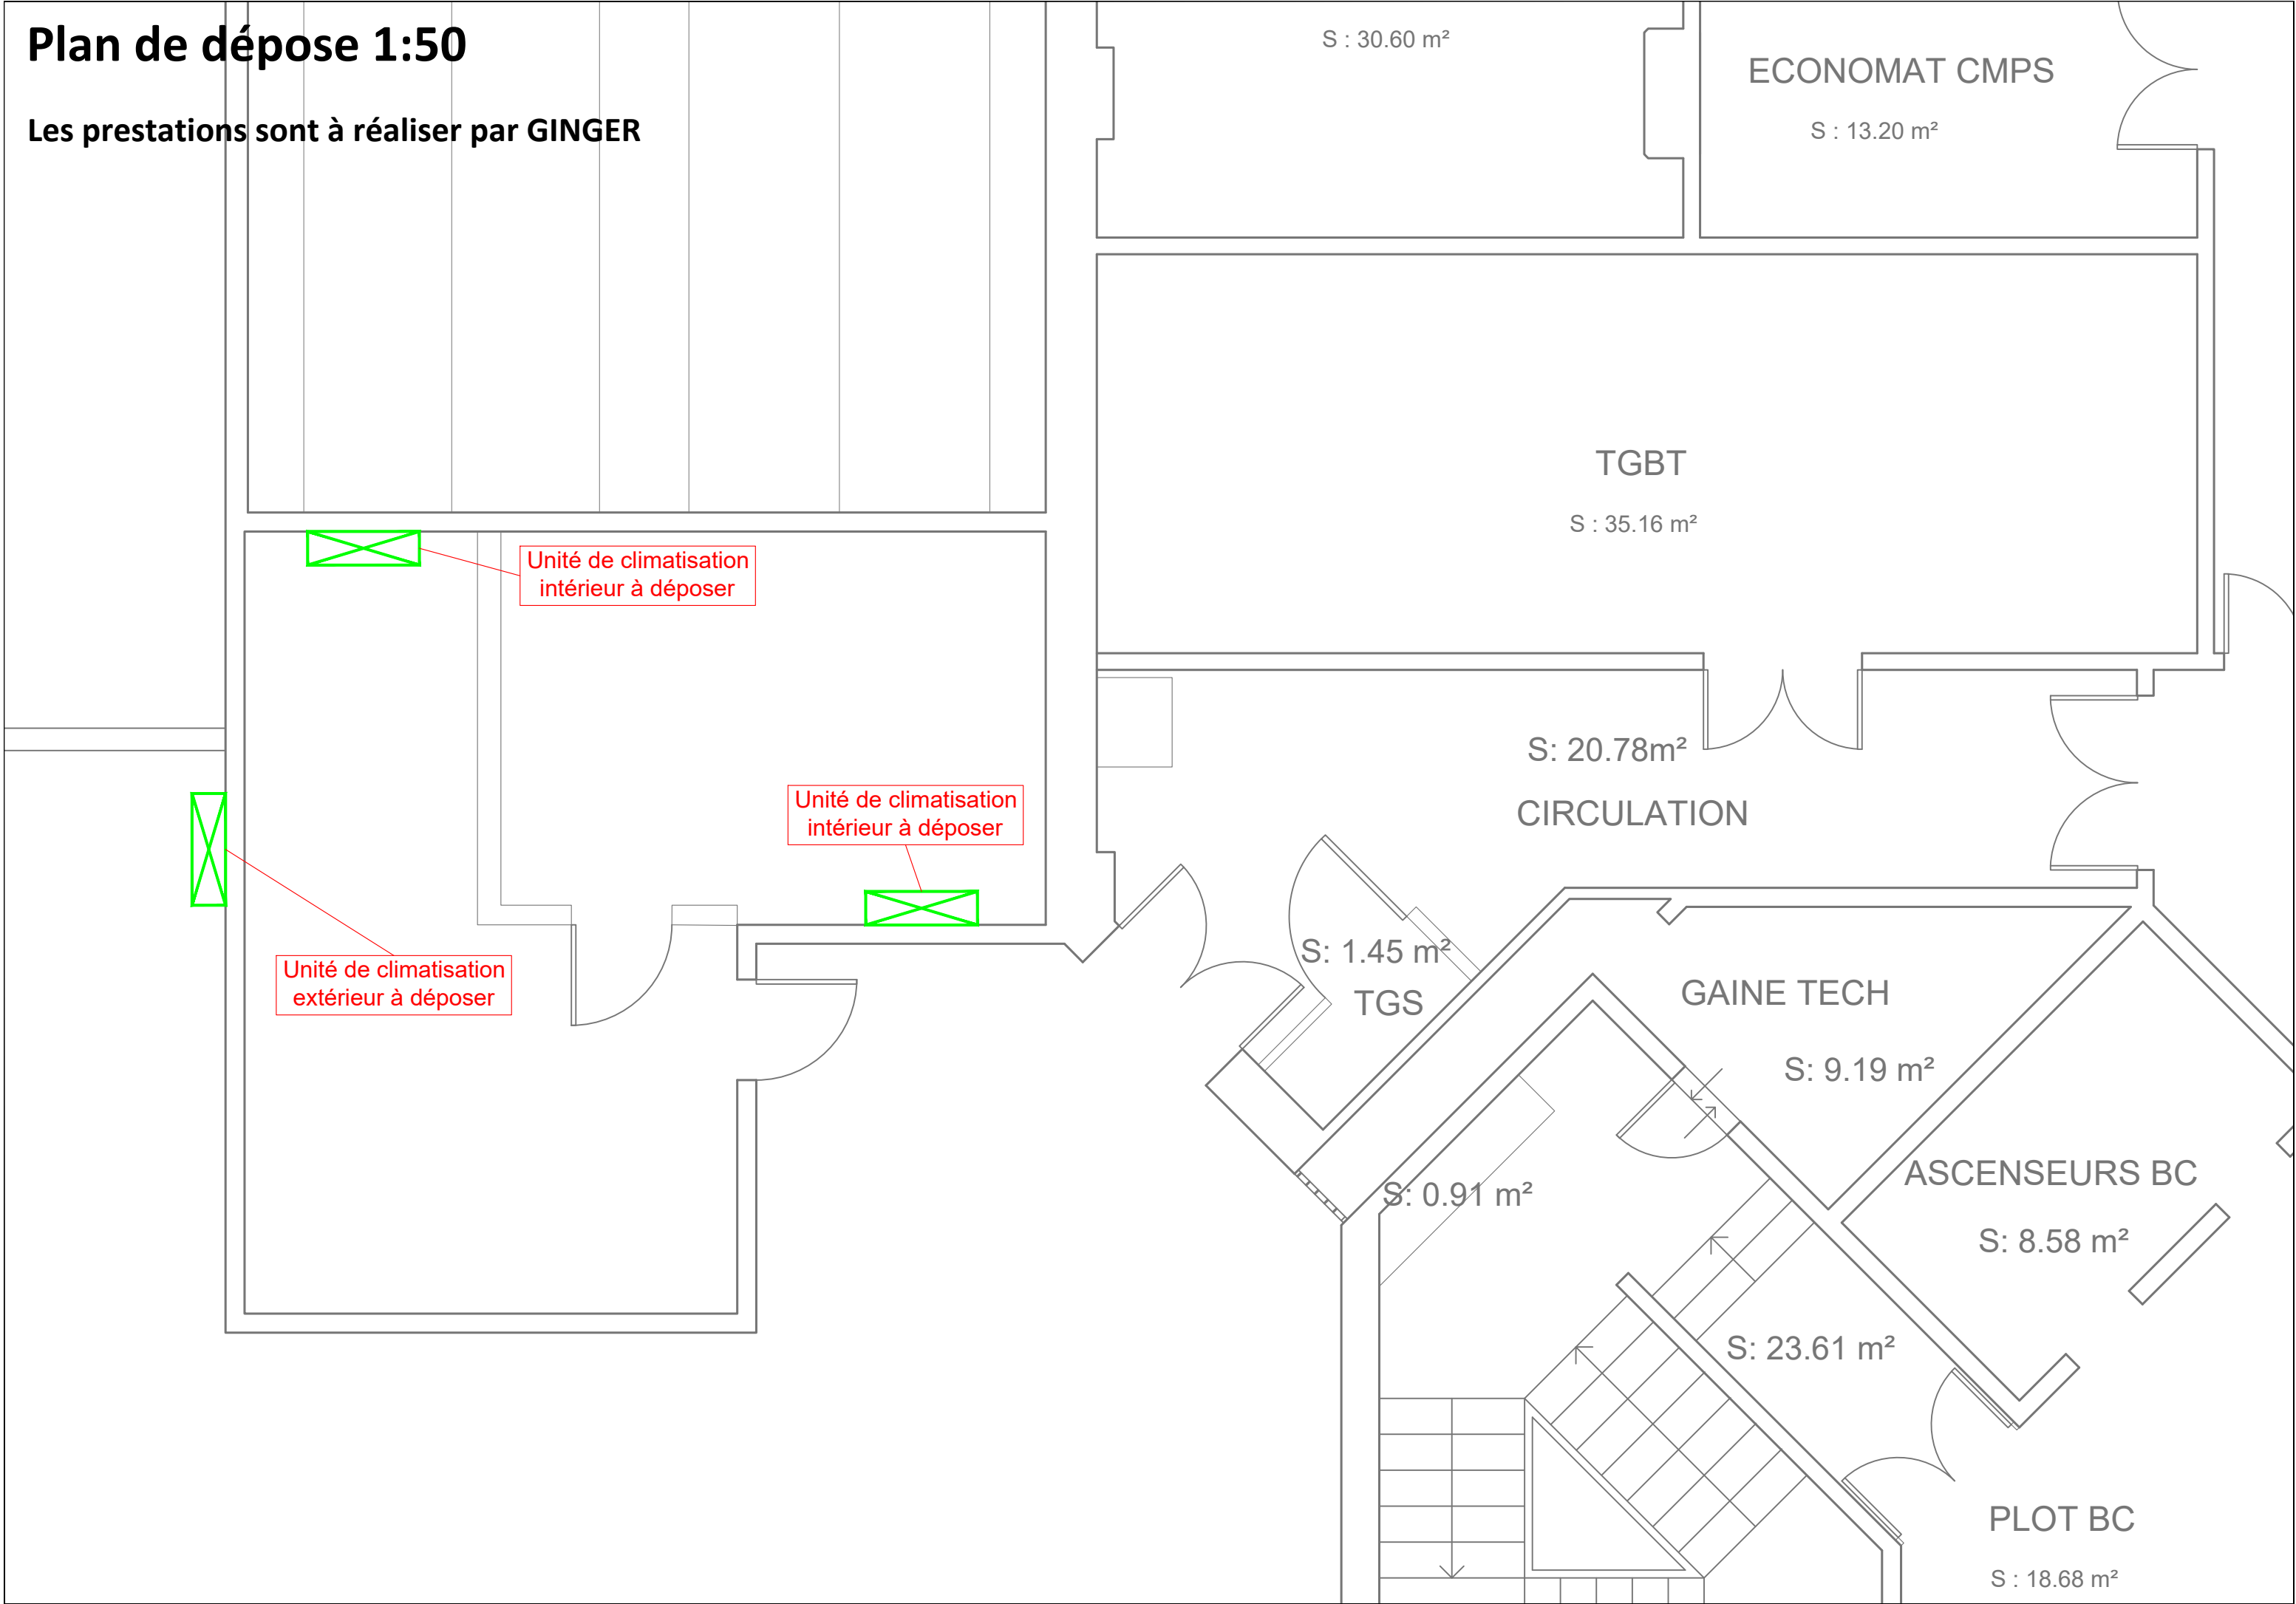 Plan de dépose 1:50
Les prestations sont à réaliser par GINGER
S : 30.60 m²
ECONOMAT CMPS
S : 13.20 m²
TGBT
S : 35.16 m²
Unité de climatisation
intérieur à déposer
S: 20.78m²
CIRCULATION
Unité de climatisation
intérieur à déposer
Unité de climatisation
extérieur à déposer
S: 1.45 m²
TGS
GAINE TECH
S: 9.19 m²
S: 0.91 m²
ASCENSEURS BC
S: 8.58 m²
S: 23.61 m²
PLOT BC
S : 18.68 m²